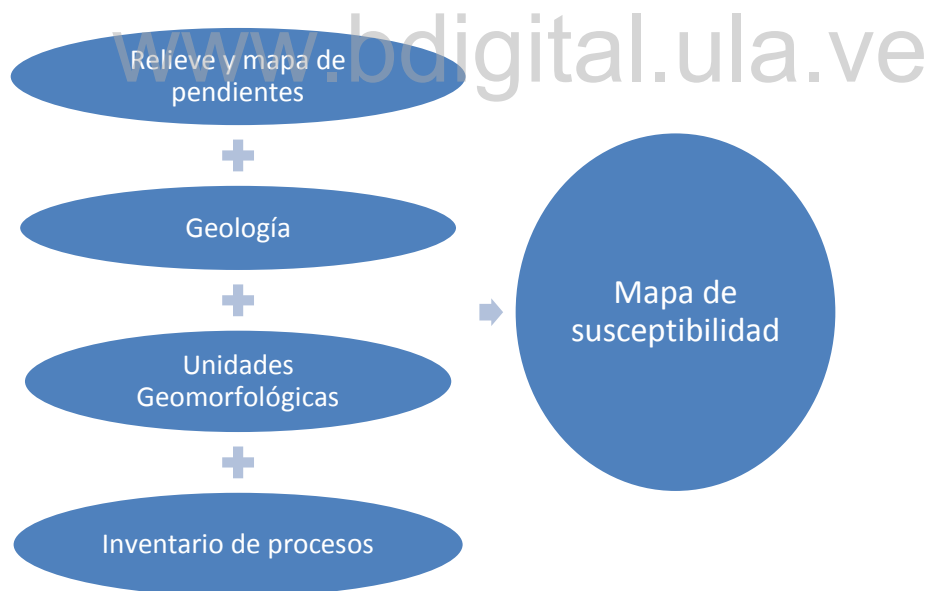 www.bdigital.ula.ve
Relieve y mapa de
pendientes
Geología
Unidades
Geomorfológicas
Inventario de procesos
Mapa de
susceptibilidad